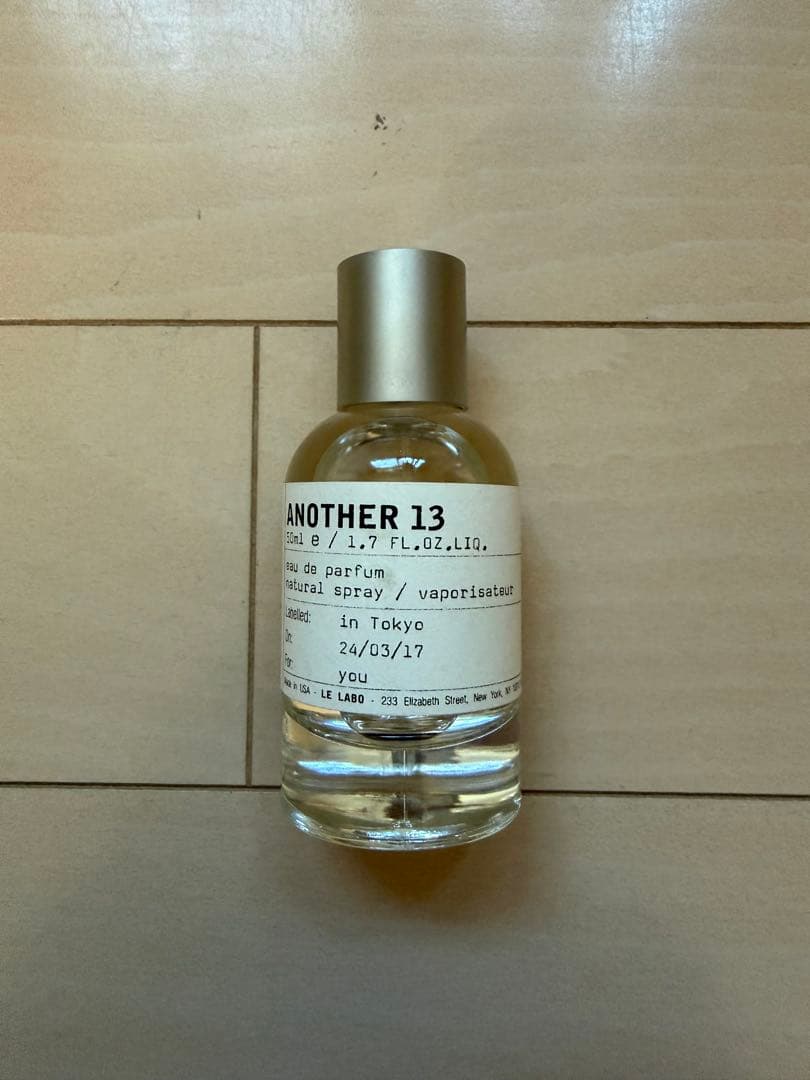 ANOTHER 13
50ml e / 1.7 FL.OZ.LIQ.
eau de parfum
natural spray / vaporisateur
Labelled: in Tokyo
On: 24/03/17
For: you
Made in USA - LE LABO - 233 Elizabeth Street, New York, NY